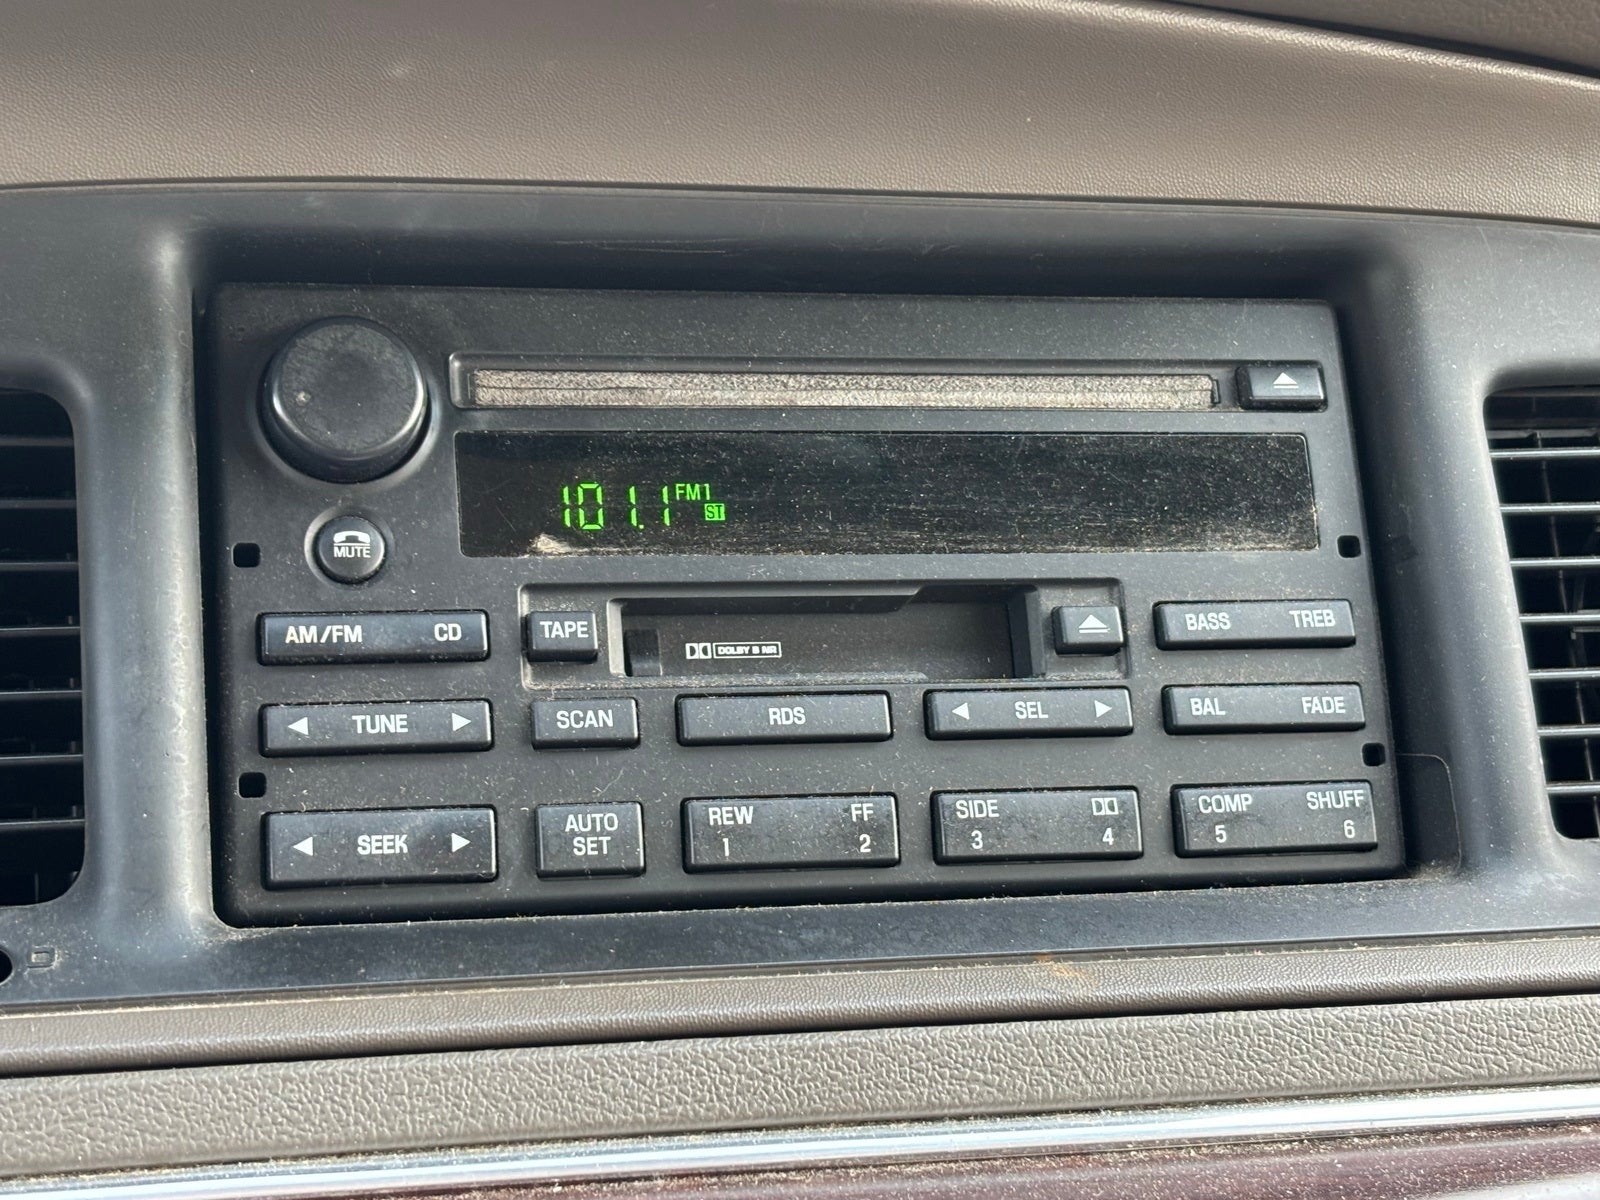 101.1 FM1
ST
MUTE
AM/FM CD
TAPE
DOLBY B NR
BASS TREB
TUNE
SCAN
RDS
SEL
BAL FADE
SEEK
AUTO
SET
REW FF
1 2
SIDE
3 4
COMP SHUFF
5 6